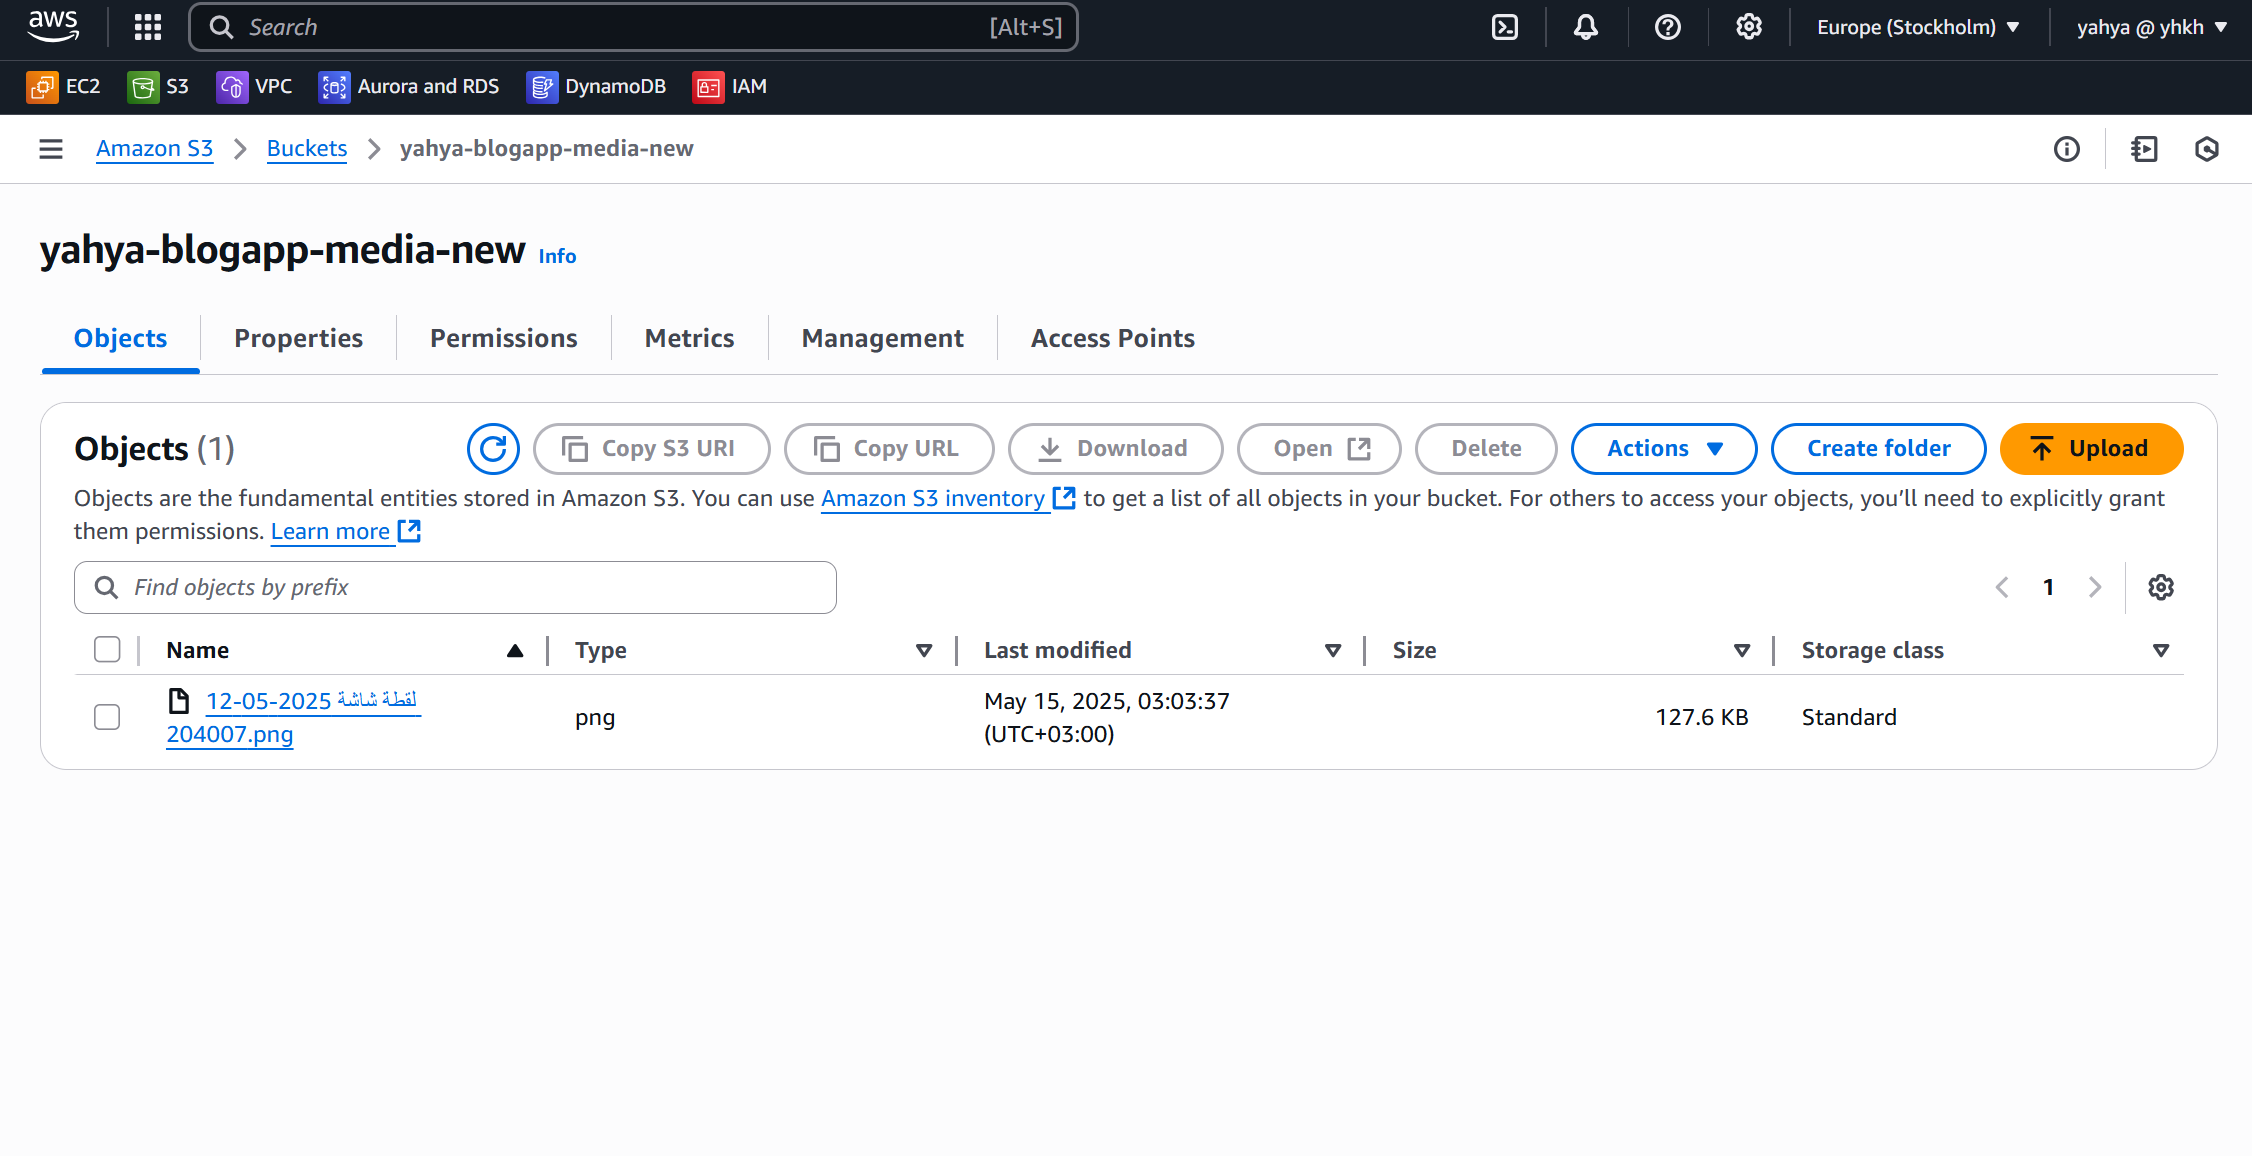 aws
Search [Alt+S]
Europe (Stockholm)
yahya @ yhkh
EC2
S3
VPC
Aurora and RDS
DynamoDB
IAM
Amazon S3
Buckets
yahya-blogapp-media-new
yahya-blogapp-media-new Info
Objects
Properties
Permissions
Metrics
Management
Access Points
Objects (1)
Copy S3 URI
Copy URL
Download
Open
Delete
Actions
Create folder
Upload
Objects are the fundamental entities stored in Amazon S3. You can use Amazon S3 inventory to get a list of all objects in your bucket. For others to access your objects, you’ll need to explicitly grant
them permissions. Learn more
Find objects by prefix
1
Name
Type
Last modified
Size
Storage class
لقطة شاشة 2025-05-12
204007.png
png
May 15, 2025, 03:03:37
(UTC+03:00)
127.6 KB
Standard